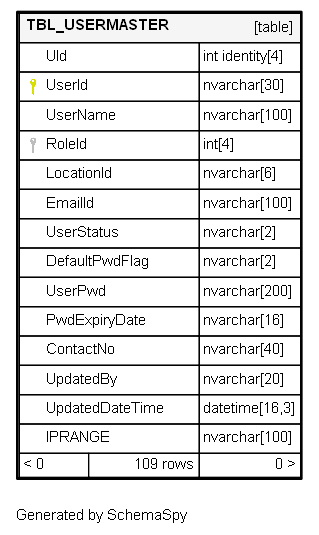 TBL_USERMASTER [table]
UId int identity[4]
UserId nvarchar[30]
UserName nvarchar[100]
RoleId int[4]
LocationId nvarchar[6]
EmailId nvarchar[100]
UserStatus nvarchar[2]
DefaultPwdFlag nvarchar[2]
UserPwd nvarchar[200]
PwdExpiryDate nvarchar[16]
ContactNo nvarchar[40]
UpdatedBy nvarchar[20]
UpdatedDateTime datetime[16,3]
IPRANGE nvarchar[100]
< 0 109 rows 0 >
Generated by SchemaSpy